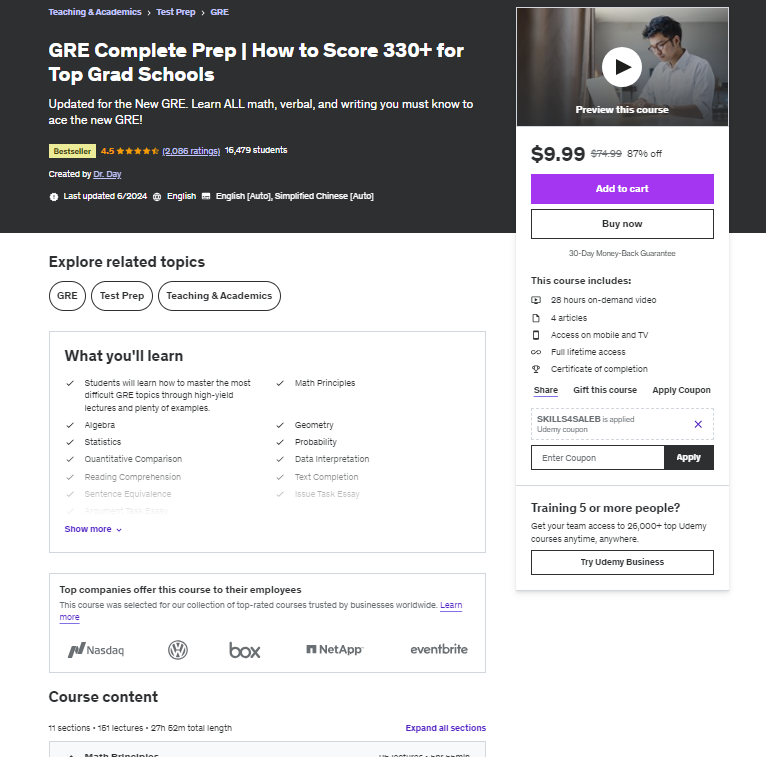 Teaching & Academics > Test Prep > GRE
GRE Complete Prep | How to Score 330+ for
Top Grad Schools
Updated for the New GRE. Learn ALL math, verbal, and writing you must know to
ace the new GRE!
Bestseller 4.5 (2,086 ratings) 16,479 students
Created by Dr. Day
Last updated 6/2024 English English [Auto], Simplified Chinese [Auto]
Preview this course
$9.99 $74.99 87% off
Add to cart
Buy now
30-Day Money-Back Guarantee
This course includes:
28 hours on-demand video
4 articles
Access on mobile and TV
Full lifetime access
Certificate of completion
Share Gift this course Apply Coupon
SKILLS4SALEB is applied
Udemy coupon
Enter Coupon Apply
Training 5 or more people?
Get your team access to 26,000+ top Udemy
courses anytime, anywhere.
Try Udemy Business
Explore related topics
GRE Test Prep Teaching & Academics
What you'll learn
Students will learn how to master the most
difficult GRE topics through high-yield
lectures and plenty of examples.
Math Principles
Algebra
Geometry
Statistics
Probability
Quantitative Comparison
Data Interpretation
Reading Comprehension
Text Completion
Sentence Equivalence
Issue Task Essay
Argument Task Essay
Show more
Top companies offer this course to their employees
This course was selected for our collection of top-rated courses trusted by businesses worldwide. Learn
more
Nasdaq box NetApp eventbrite
Course content
11 sections • 151 lectures • 27h 52m total length Expand all sections
Math Principles